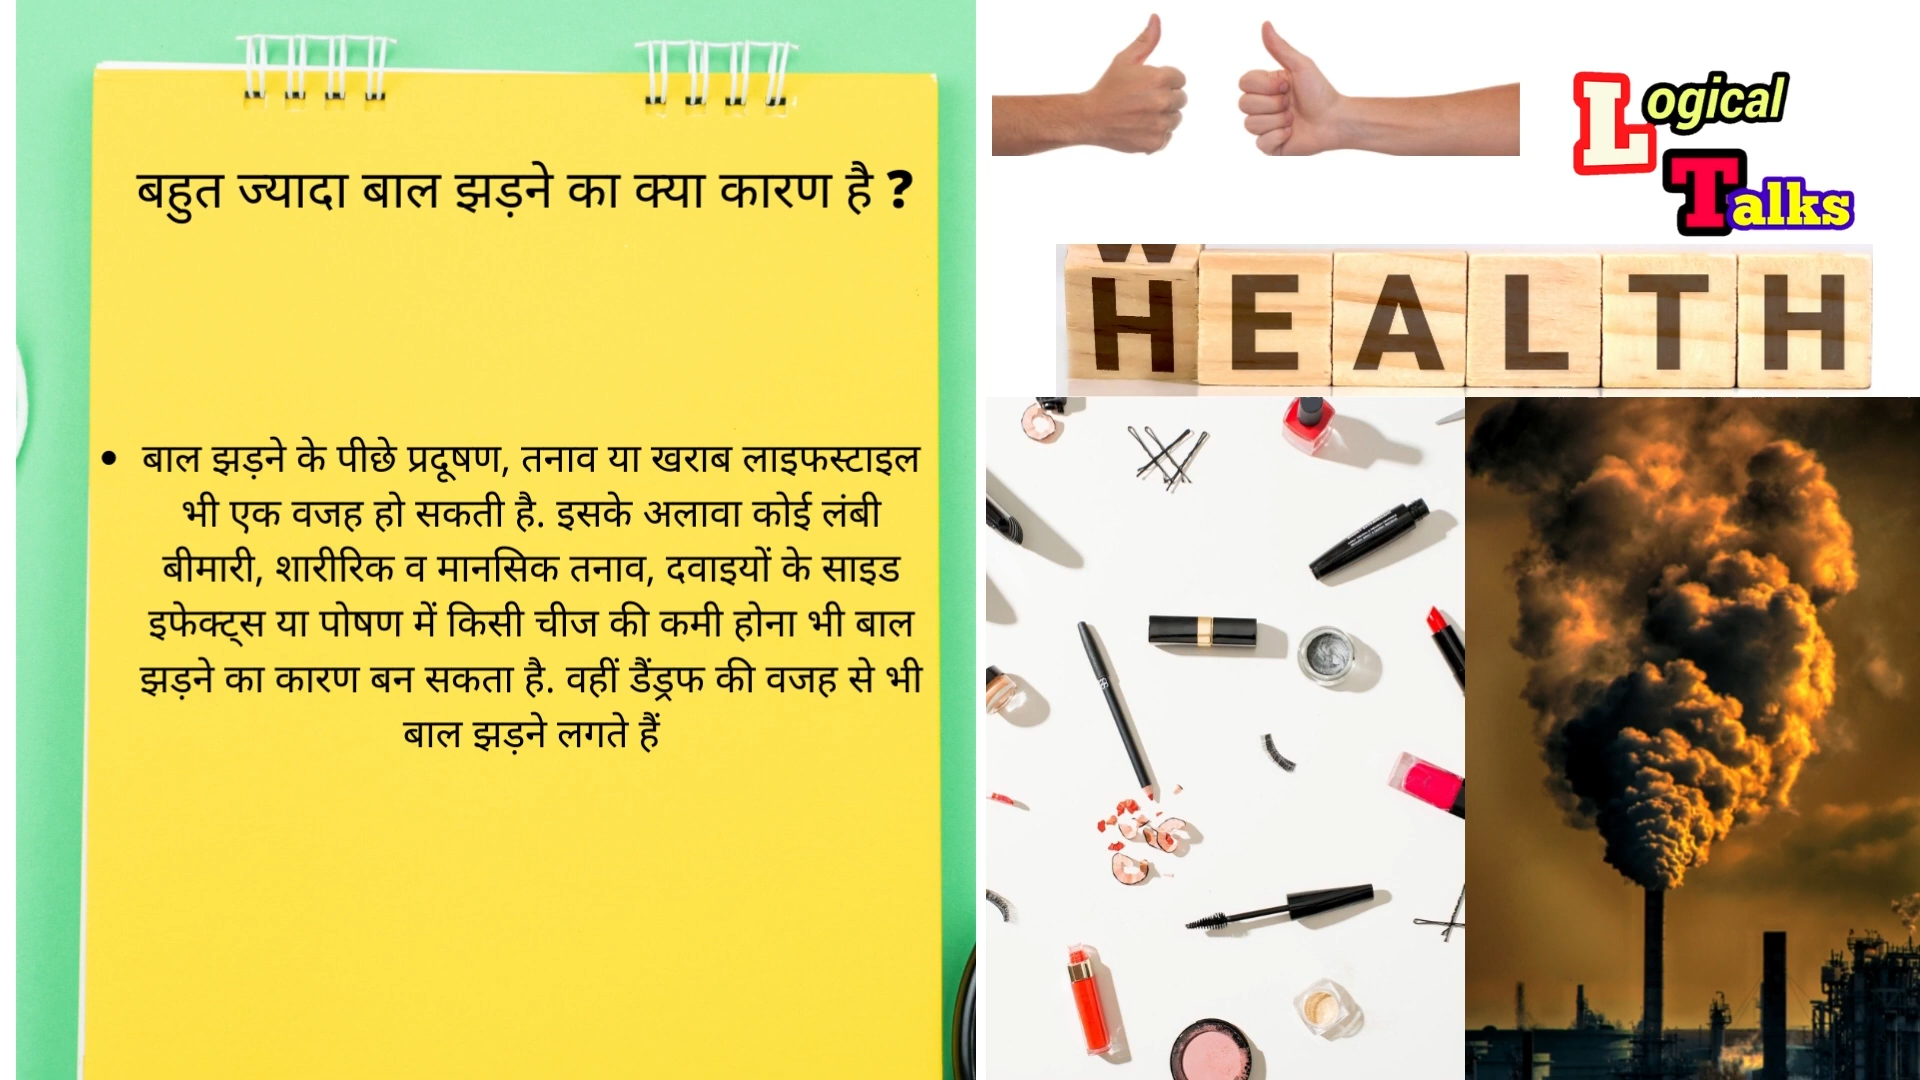 बहुत ज्यादा बाल झड़ने का क्या कारण है ?
• बाल झड़ने के पीछे प्रदूषण, तनाव या खराब लाइफस्टाइल
भी एक वजह हो सकती है. इसके अलावा कोई लंबी
बीमारी, शारीरिक व मानसिक तनाव, दवाइयों के साइड
इफेक्ट्स या पोषण में किसी चीज की कमी होना भी बाल
झड़ने का कारण बन सकता है. वहीं डैंड्रफ की वजह से भी
बाल झड़ने लगते हैं
Logical
Talks
W
HEALTH